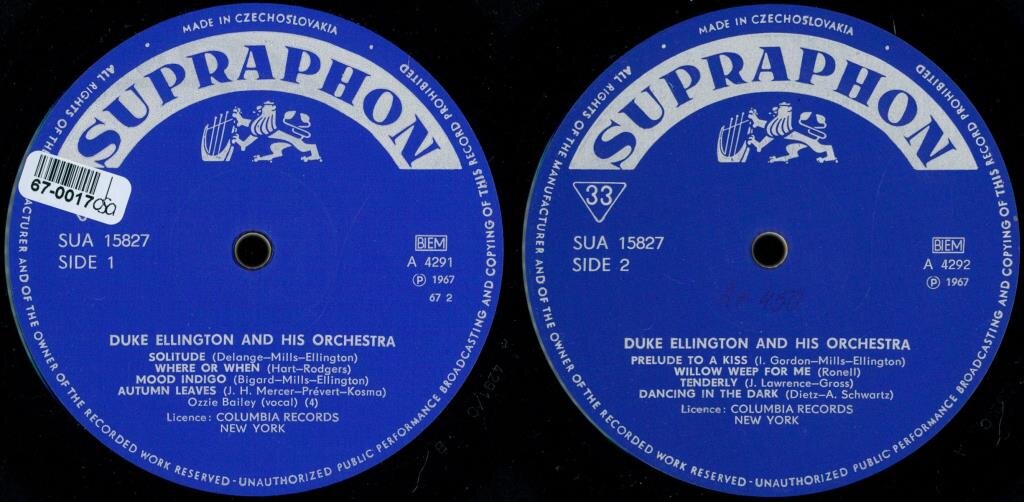 MADE IN CZECHOSLOVAKIA
SUPRAPHON
67-0017
SUA 15827
SIDE 1
BIEM
A 4291
Ⓟ 1967
67 2
DUKE ELLINGTON AND HIS ORCHESTRA
SOLITUDE (Delange–Mills–Ellington)
WHERE OR WHEN (Hart–Rodgers)
MOOD INDIGO (Bigard–Mills–Ellington)
AUTUMN LEAVES (J. H. Mercer–Prévert–Kosma)
Ozzie Bailey (vocal) (4)
Licence: COLUMBIA RECORDS
NEW YORK
ALL RIGHTS OF THE MANUFACTURER AND OF THE OWNER OF THE RECORDED WORK RESERVED – UNAUTHORIZED PUBLIC PERFORMANCE BROADCASTING AND COPYING OF THIS RECORD PROHIBITED
MADE IN CZECHOSLOVAKIA
SUPRAPHON
33
SUA 15827
SIDE 2
BIEM
A 4292
Ⓟ 1967
DUKE ELLINGTON AND HIS ORCHESTRA
PRELUDE TO A KISS (I. Gordon–Mills–Ellington)
WILLOW WEEP FOR ME (Ronell)
TENDERLY (J. Lawrence–Gross)
DANCING IN THE DARK (Dietz–A. Schwartz)
Licence: COLUMBIA RECORDS
NEW YORK
ALL RIGHTS OF THE MANUFACTURER AND OF THE OWNER OF THE RECORDED WORK RESERVED – UNAUTHORIZED PUBLIC PERFORMANCE BROADCASTING AND COPYING OF THIS RECORD PROHIBITED